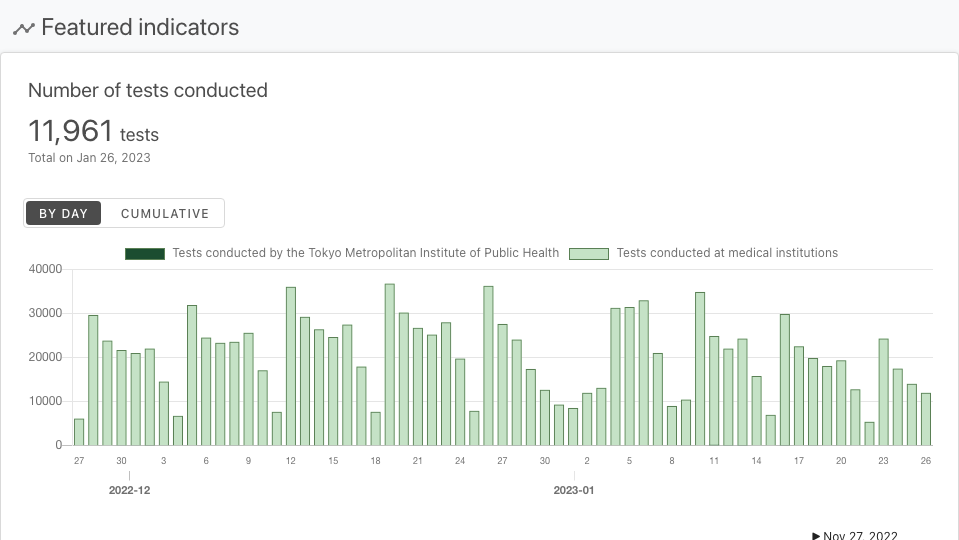 Featured indicators
Number of tests conducted
11,961 tests
Total on Jan 26, 2023
BY DAY CUMULATIVE
Tests conducted by the Tokyo Metropolitan Institute of Public Health Tests conducted at medical institutions
40000
30000
20000
10000
0
27 30 3 6 9 12 15 18 21 24 27 30 2 5 8 11 14 17 20 23 26
2022-12 2023-01
Nov 27, 2022